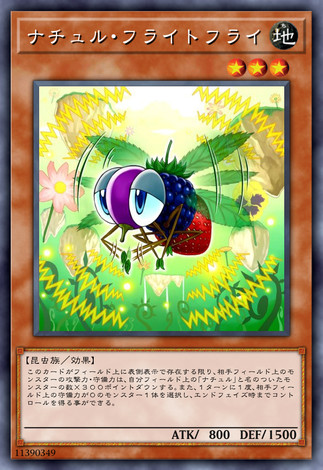 ナチュル・フライトフライ
地
【昆虫族／効果】
このカードがフィールド上に表側表示で存在する限り、相手フィールド上のモ
ンスターの攻撃力・守備力は、自分フィールド上の「ナチュル」と名のついたモン
スターの数×３００ポイントダウンする。また、１ターンに１度、相手フィール
ド上の守備力が０のモンスター１体を選択し、エンドフェイズ時までコント
ロールを得る事ができる。
ATK/ 800 DEF/1500
11390349